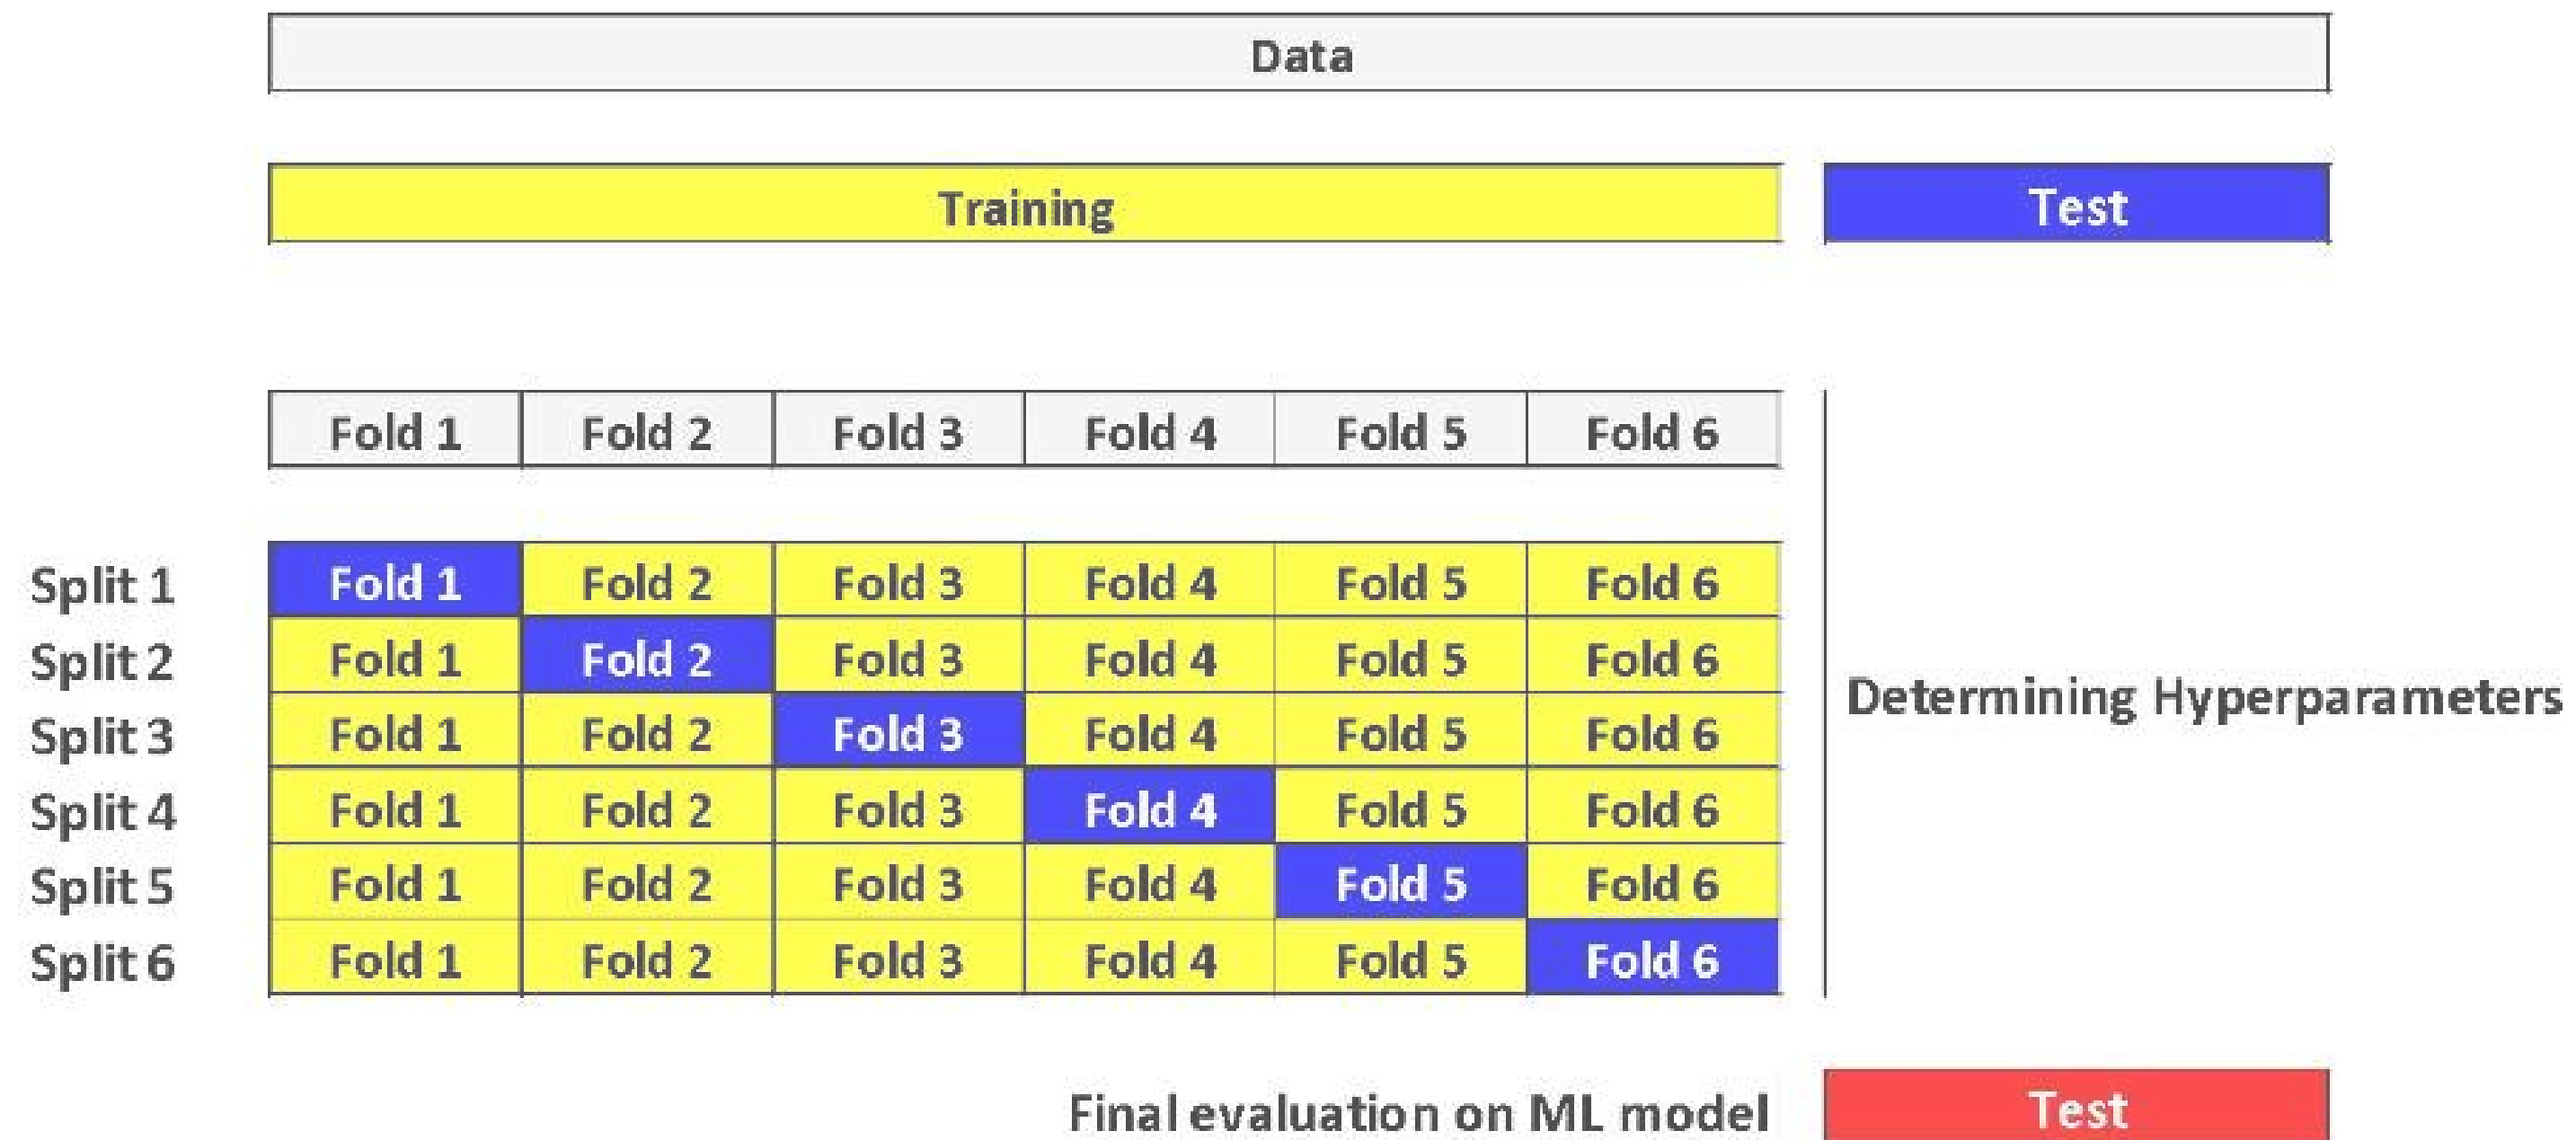 Data
Training Test
Fold 1 Fold 2 Fold 3 Fold 4 Fold 5 Fold 6
Split 1 Fold 1 Fold 2 Fold 3 Fold 4 Fold 5 Fold 6
Split 2 Fold 1 Fold 2 Fold 3 Fold 4 Fold 5 Fold 6
Split 3 Fold 1 Fold 2 Fold 3 Fold 4 Fold 5 Fold 6
Split 4 Fold 1 Fold 2 Fold 3 Fold 4 Fold 5 Fold 6
Split 5 Fold 1 Fold 2 Fold 3 Fold 4 Fold 5 Fold 6
Split 6 Fold 1 Fold 2 Fold 3 Fold 4 Fold 5 Fold 6
Determining Hyperparameters
Final evaluation on ML model Test